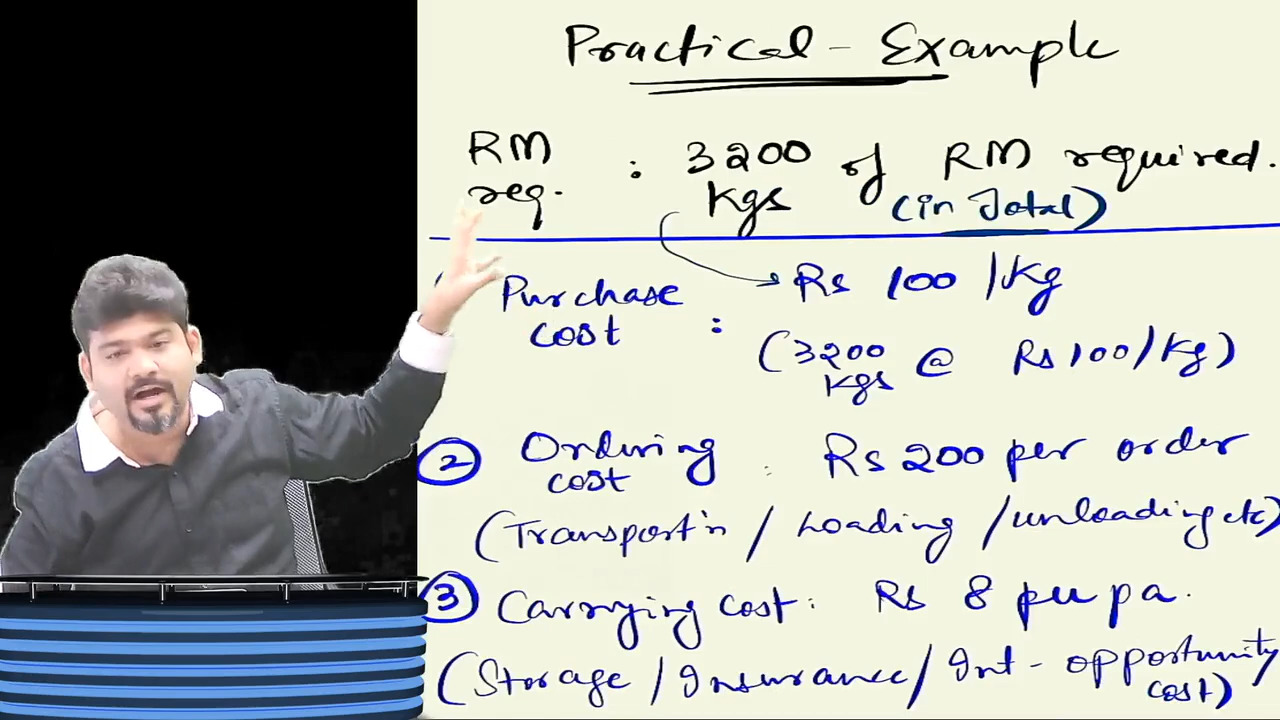 Practical - Example
RM req. : 3200 kgs of RM required.
(in Total)
Purchase cost : Rs 100 /kg
(3200 kgs @ Rs 100/kg)
② Ordering cost : Rs 200 per order
(Transport'n / Loading / unloading etc)
③ Carrying cost : Rs 8 pu pa.
(Storage / Insurance / Int - opportunity cost)